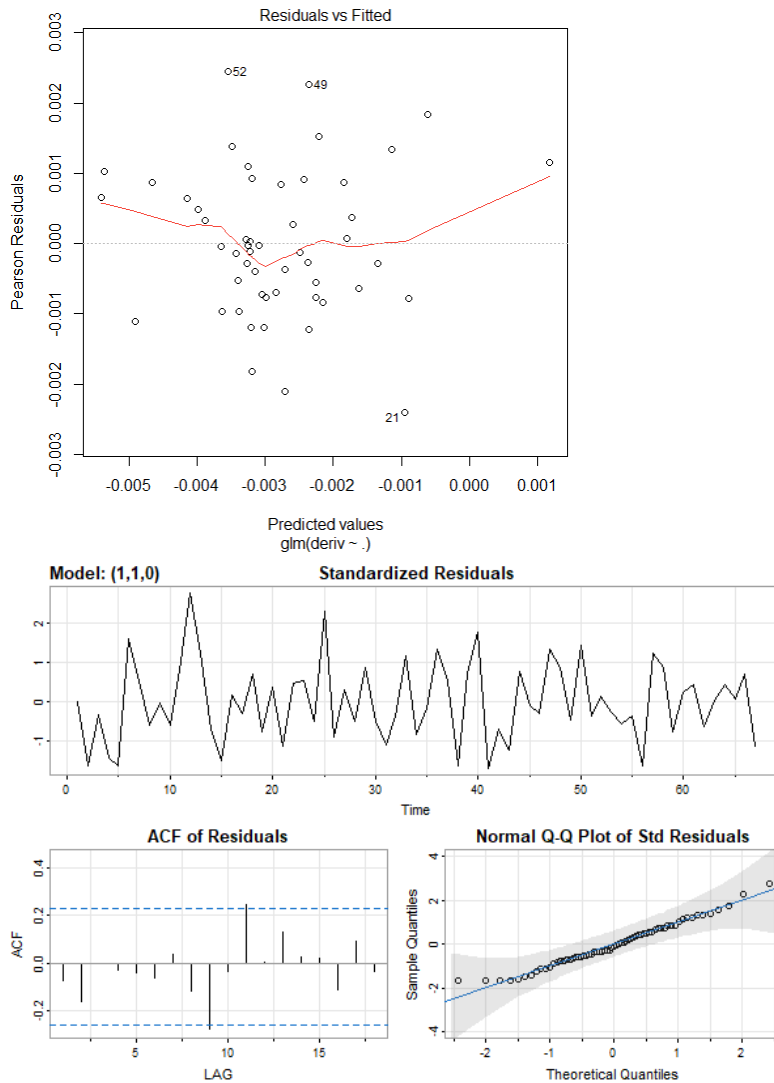 Residuals vs Fitted
Pearson Residuals
0.003
0.002
0.001
0.000
-0.001
-0.002
-0.003
52
49
21
-0.005 -0.004 -0.003 -0.002 -0.001 0.000 0.001
Predicted values
glm(deriv ~ .)
Model: (1,1,0) Standardized Residuals
2
1
0
-1
0 10 20 30 40 50 60
Time
ACF of Residuals
ACF
0.4
0.2
0.0
-0.2
5 10 15
LAG
Normal Q-Q Plot of Std Residuals
Sample Quantiles
4
2
0
-2
-4
-2 -1 0 1 2
Theoretical Quantiles